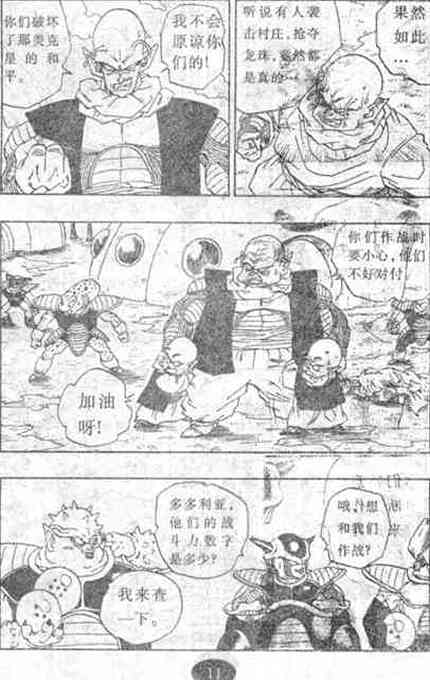 果然
如此
…
听说有人袭
击村庄，抢夺
龙珠，竟然都
是真的…
我不会
原谅你
们的！
你们破坏
了那美克
星的和
平。
你们作战时
要小心，他们
不好对付。
加油
呀！
哦，想
和我们
作战？
多多利亚，
他们的战
斗力数字
是多少？
我来查
一下。
11